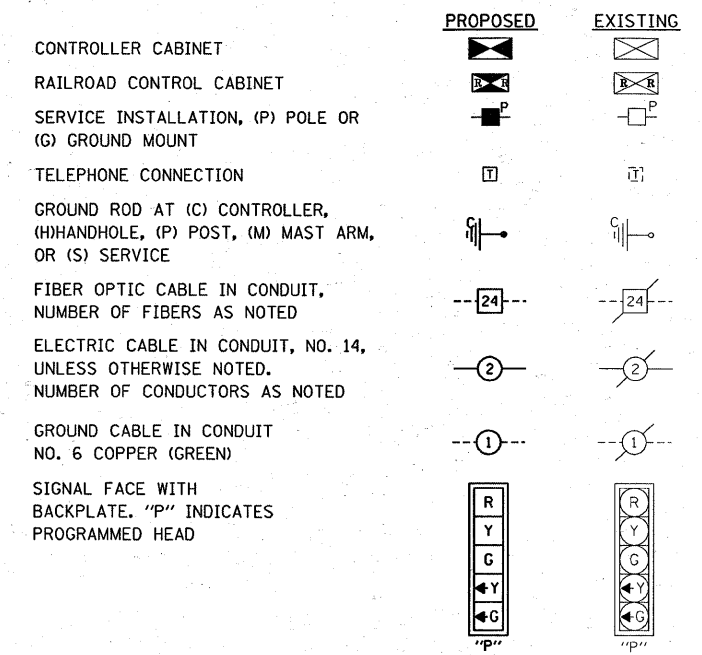 PROPOSED EXISTING
CONTROLLER CABINET
RAILROAD CONTROL CABINET R R R R
SERVICE INSTALLATION, (P) POLE OR P P
(G) GROUND MOUNT
TELEPHONE CONNECTION T T
GROUND ROD AT (C) CONTROLLER, C C
(H)HANDHOLE, (P) POST, (M) MAST ARM,
OR (S) SERVICE
FIBER OPTIC CABLE IN CONDUIT, 24 24
NUMBER OF FIBERS AS NOTED
ELECTRIC CABLE IN CONDUIT, NO. 14,
UNLESS OTHERWISE NOTED. 2 2
NUMBER OF CONDUCTORS AS NOTED
GROUND CABLE IN CONDUIT 1 1
NO. 6 COPPER (GREEN)
SIGNAL FACE WITH
BACKPLATE. "P" INDICATES
PROGRAMMED HEAD
R R
Y Y
G G
Y Y
G G
"P" "P"